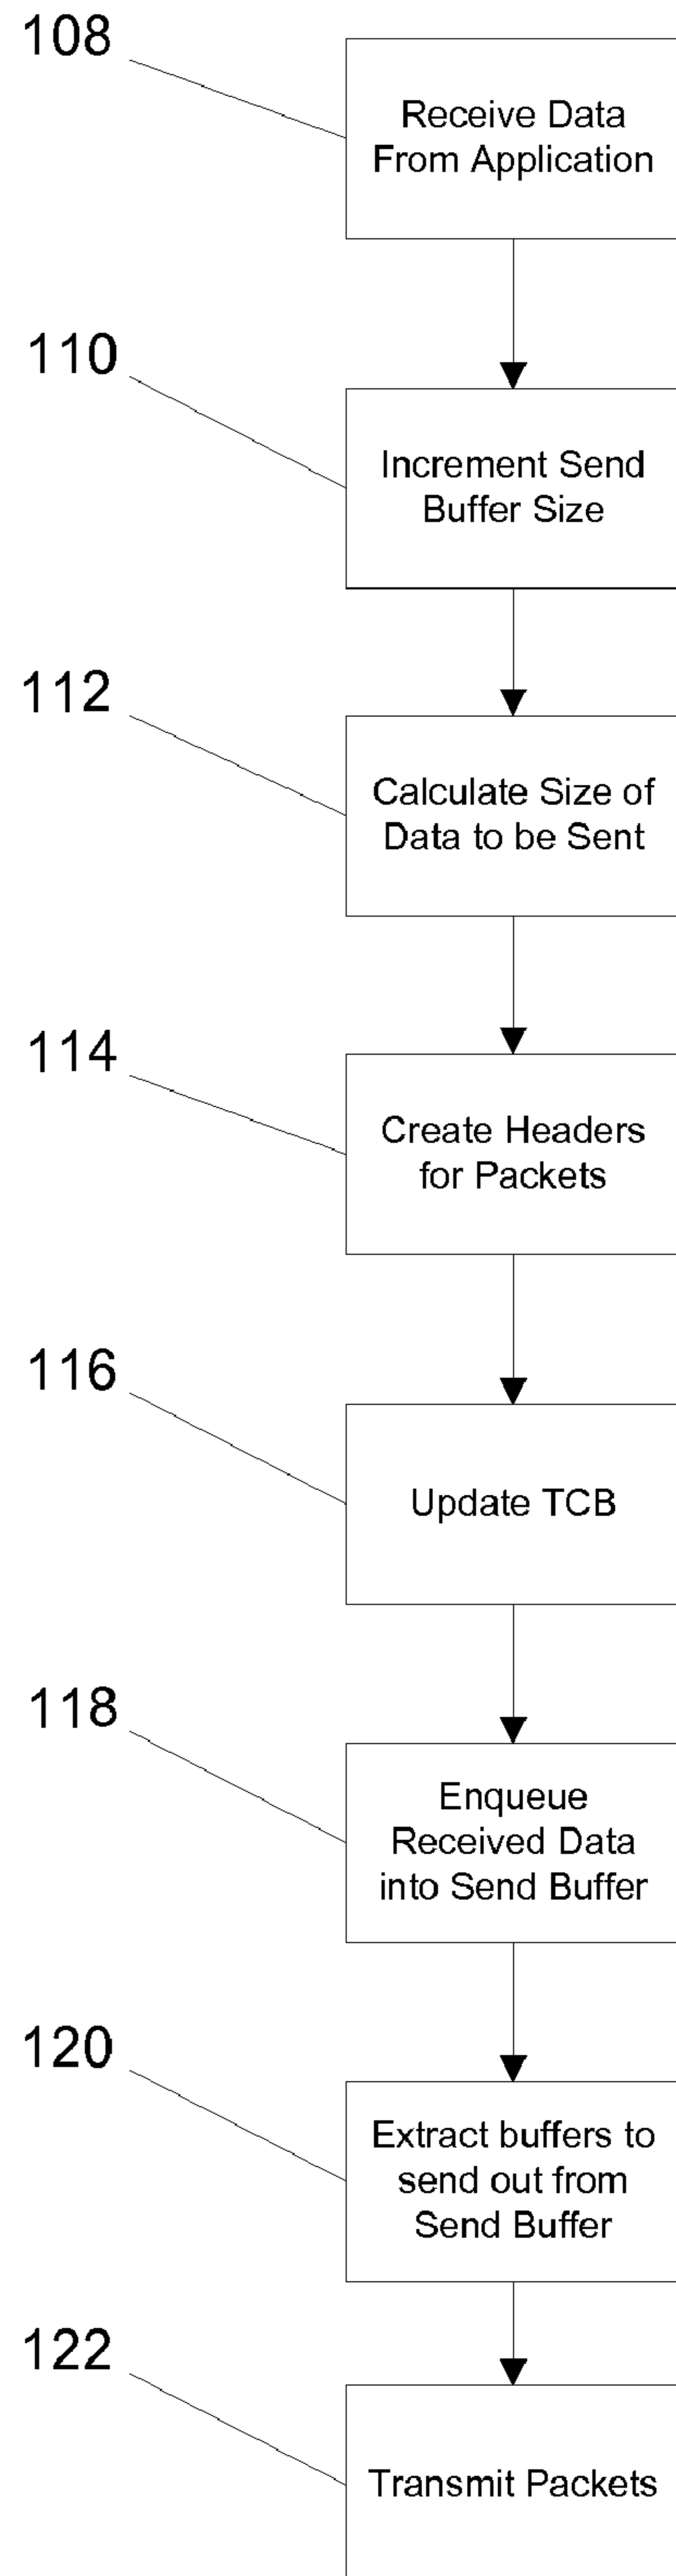 108
Receive Data
From Application
110
Increment Send
Buffer Size
112
Calculate Size of
Data to be Sent
114
Create Headers
for Packets
116
Update TCB
118
Enqueue
Received Data
into Send Buffer
120
Extract buffers to
send out from
Send Buffer
122
Transmit Packets